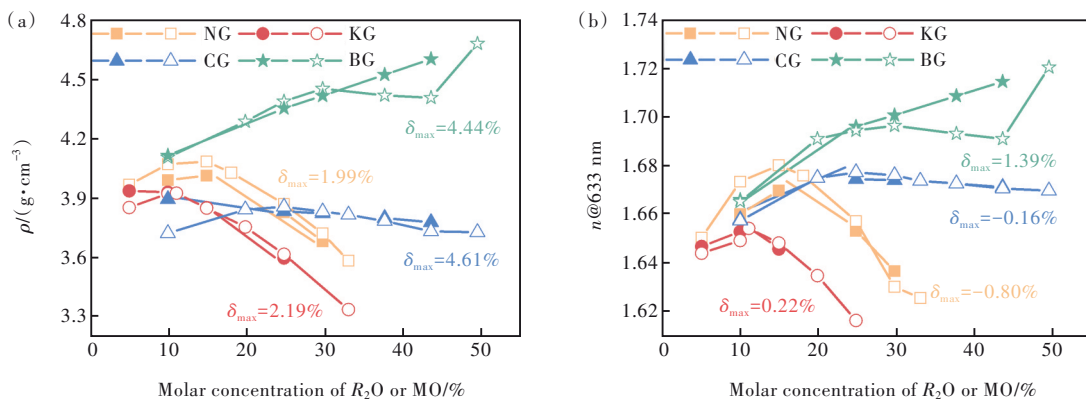 (a)
4.8
4.5
4.2
3.9
3.6
3.3
ρ/(g•cm⁻³)
NG
KG
CG
BG
δmax=4.44%
δmax=1.99%
δmax=4.61%
δmax=2.19%
0 10 20 30 40 50
Molar concentration of R₂O or MO/%
(b)
1.74
1.72
1.70
1.68
1.66
1.64
1.62
n@633 nm
NG
KG
CG
BG
δmax=1.39%
δmax=−0.16%
δmax=−0.80%
δmax=0.22%
0 10 20 30 40 50
Molar concentration of R₂O or MO/%